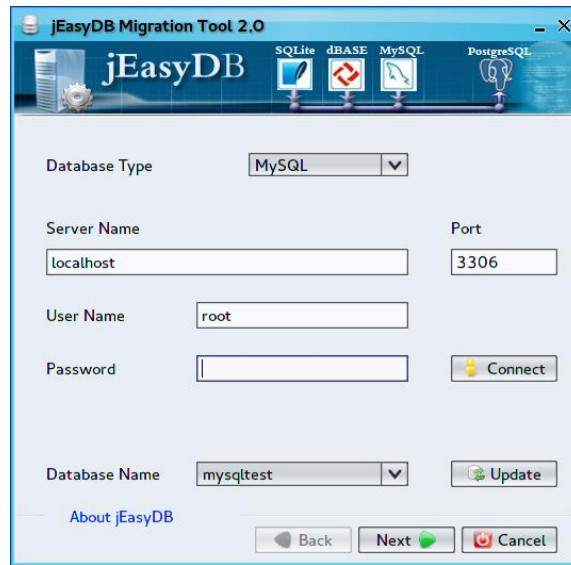 jEasyDB Migration Tool 2.0
jEasyDB SQLite dBASE MySQL PostgreSQL
Database Type MySQL
Server Name Port
localhost 3306
User Name root
Password Connect
Database Name mysqltest Update
About jEasyDB
Back Next Cancel